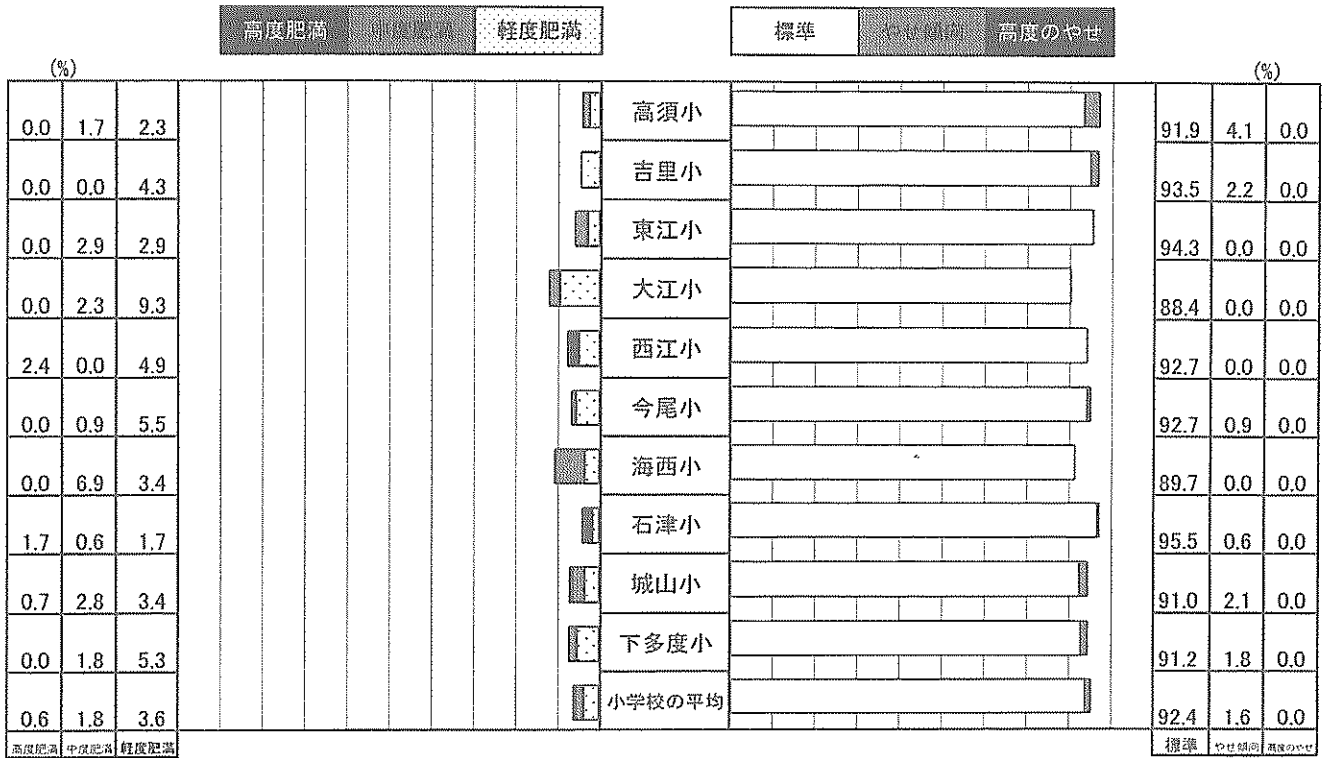 高度肥満 中度肥満 軽度肥満 標準 やせ傾向 高度のやせ
(%) (%)
0.0 1.7 2.3 高須小 91.9 4.1 0.0
0.0 0.0 4.3 吉里小 93.5 2.2 0.0
0.0 2.9 2.9 東江小 94.3 0.0 0.0
0.0 2.3 9.3 大江小 88.4 0.0 0.0
2.4 0.0 4.9 西江小 92.7 0.0 0.0
0.0 0.9 5.5 今尾小 92.7 0.9 0.0
0.0 6.9 3.4 海西小 89.7 0.0 0.0
1.7 0.6 1.7 石津小 95.5 0.6 0.0
0.7 2.8 3.4 城山小 91.0 2.1 0.0
0.0 1.8 5.3 下多度小 91.2 1.8 0.0
0.6 1.8 3.6 小学校の平均 92.4 1.6 0.0
高度肥満 中度肥満 軽度肥満 標準 やせ傾向 高度のやせ